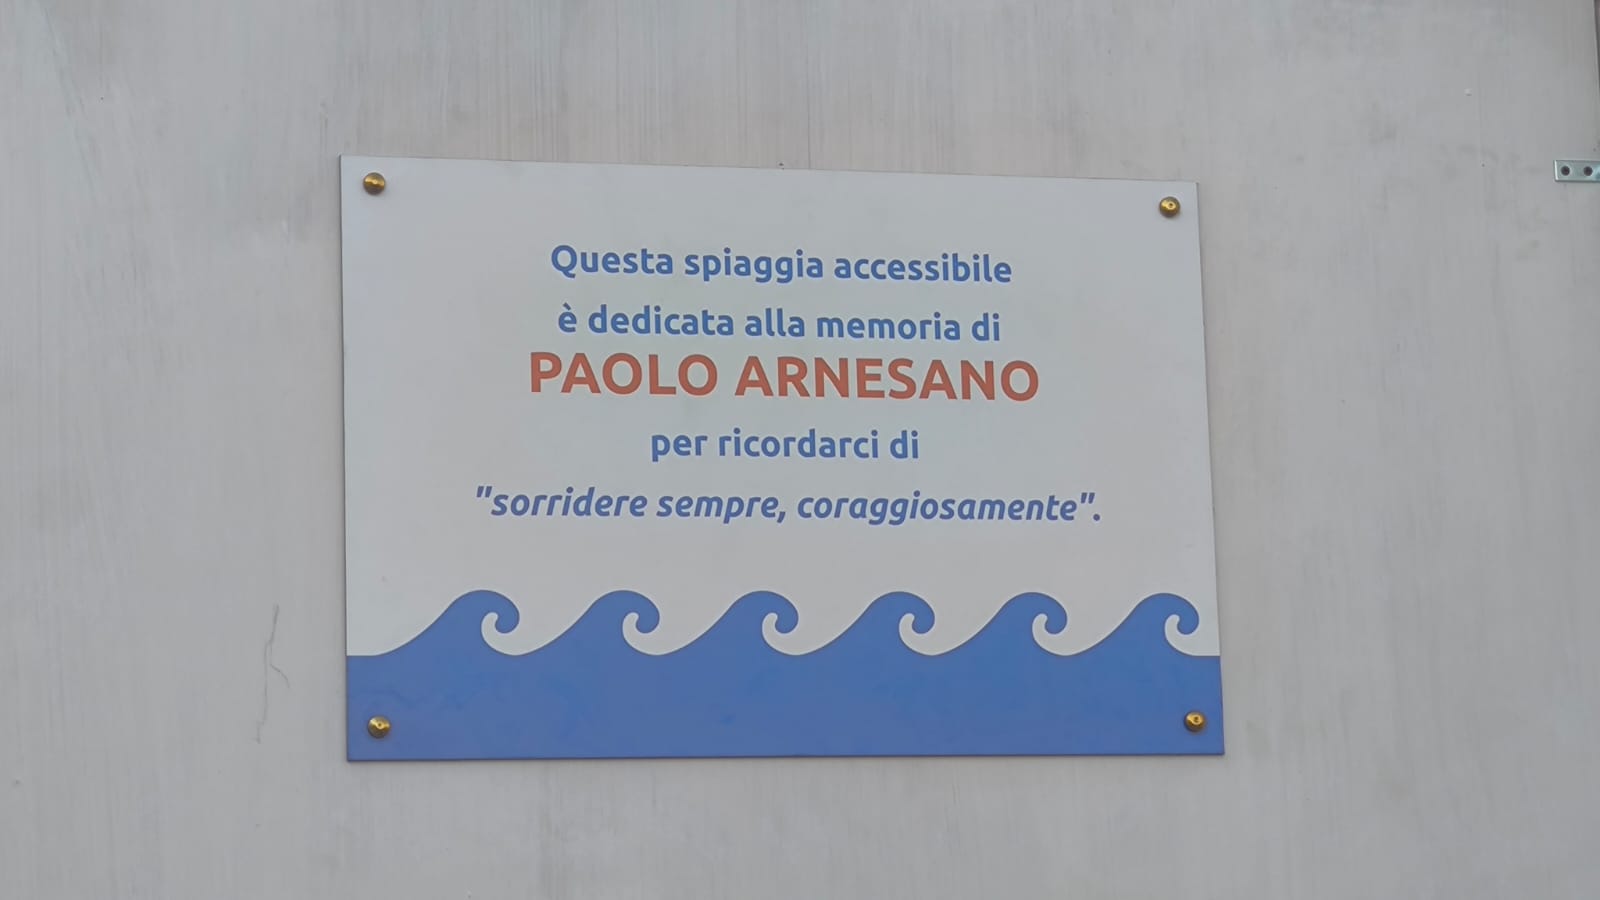 Questa spiaggia accessibile
è dedicata alla memoria di
PAOLO ARNESANO
per ricordarci di
"sorridere sempre, coraggiosamente".